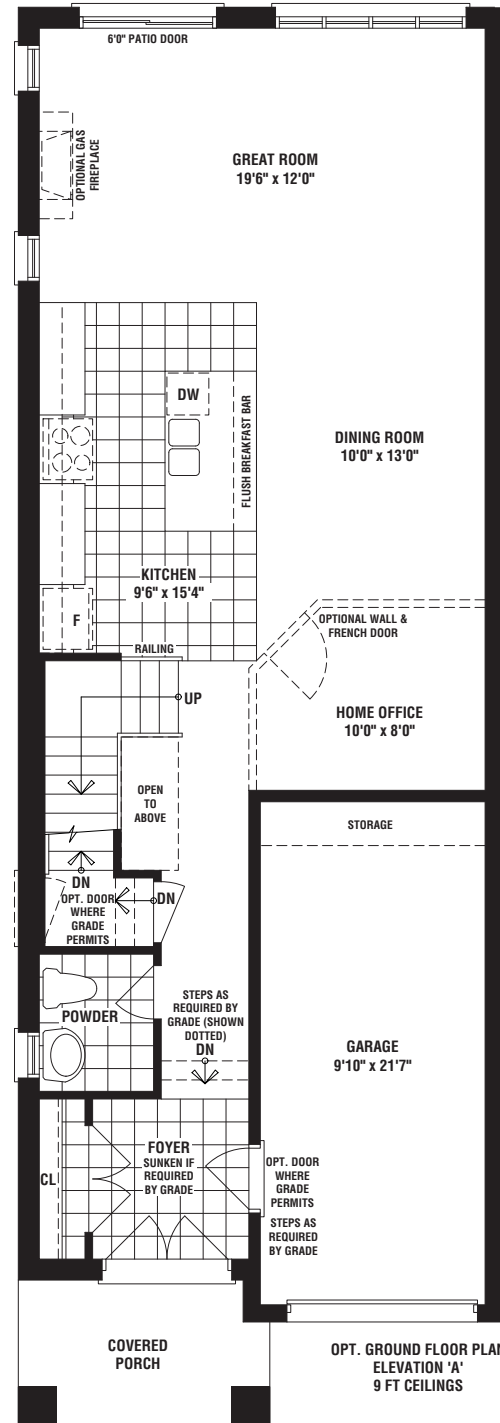 6'0" PATIO DOOR
OPTIONAL GAS
FIREPLACE
GREAT ROOM
19'6" x 12'0"
DW
FLUSH BREAKFAST BAR
DINING ROOM
10'0" x 13'0"
KITCHEN
9'6" x 15'4"
F
RAILING
OPTIONAL WALL &
FRENCH DOOR
UP
HOME OFFICE
10'0" x 8'0"
OPEN
TO
ABOVE
STORAGE
DN
DN
OPT. DOOR
WHERE
GRADE
PERMITS
POWDER
STEPS AS
REQUIRED BY
GRADE (SHOWN
DOTTED)
DN
GARAGE
9'10" x 21'7"
CL
FOYER
SUNKEN IF
REQUIRED
BY GRADE
OPT. DOOR
WHERE
GRADE
PERMITS
STEPS AS
REQUIRED
BY GRADE
COVERED
PORCH
OPT. GROUND FLOOR PLAN
ELEVATION 'A'
9 FT CEILINGS